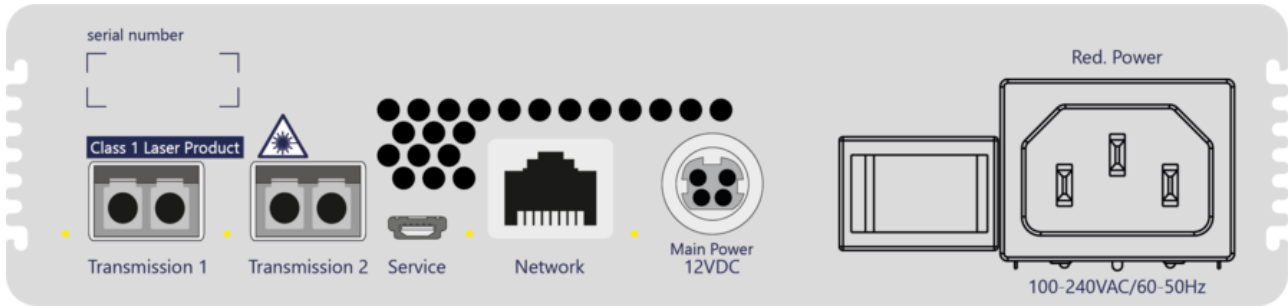 serial number
Red. Power
Class 1 Laser Product
Transmission 1
Transmission 2
Service
Network
Main Power
12VDC
100-240VAC/60-50Hz